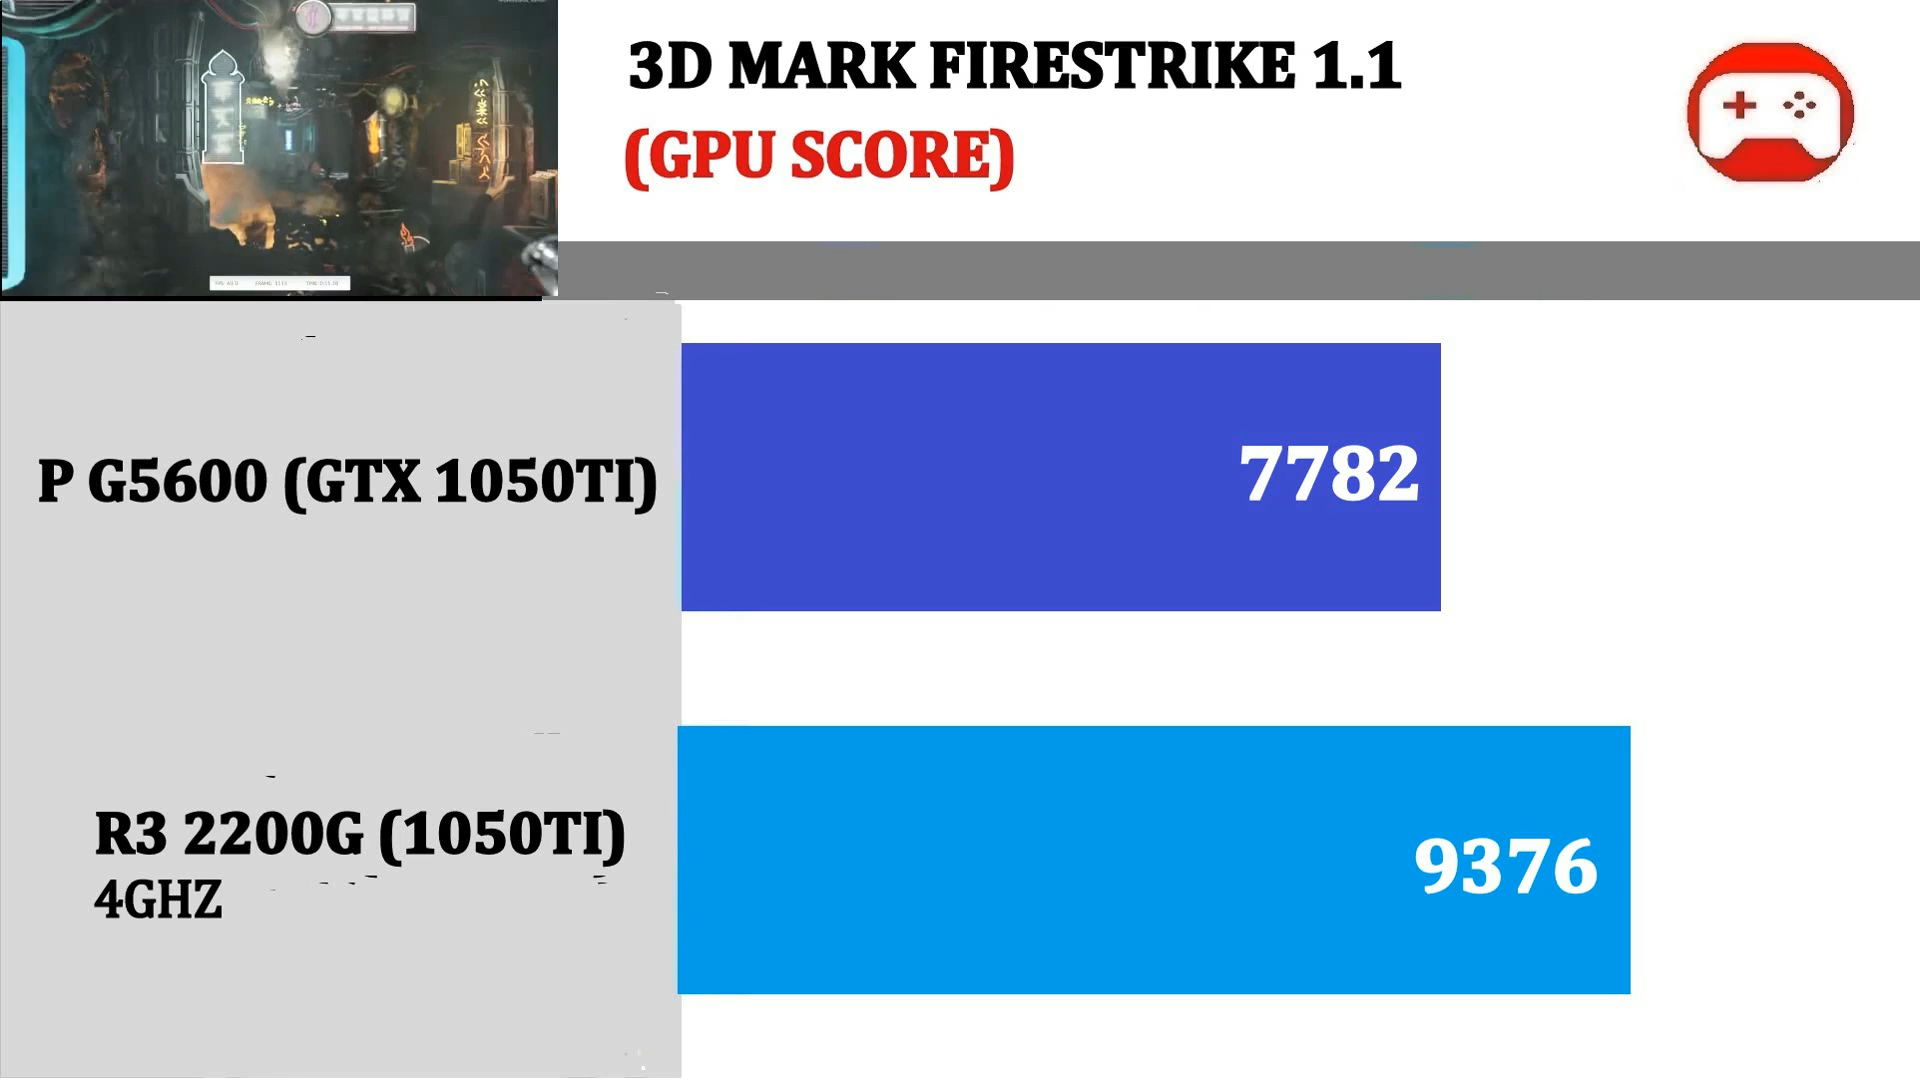 3D MARK FIRESTRIKE 1.1
(GPU SCORE)
P G5600 (GTX 1050TI)
7782
R3 2200G (1050TI)
9376
4GHZ